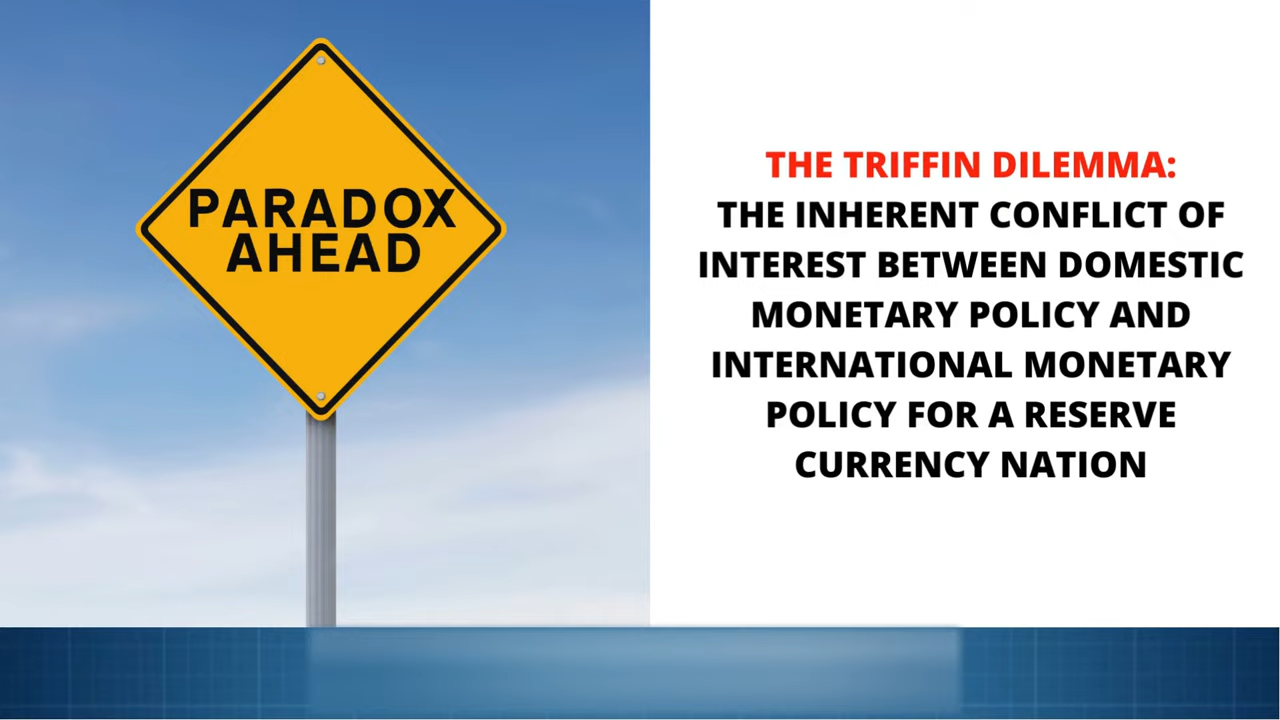 PARADOX
AHEAD
THE TRIFFIN DILEMMA:
THE INHERENT CONFLICT OF
INTEREST BETWEEN DOMESTIC
MONETARY POLICY AND
INTERNATIONAL MONETARY
POLICY FOR A RESERVE
CURRENCY NATION